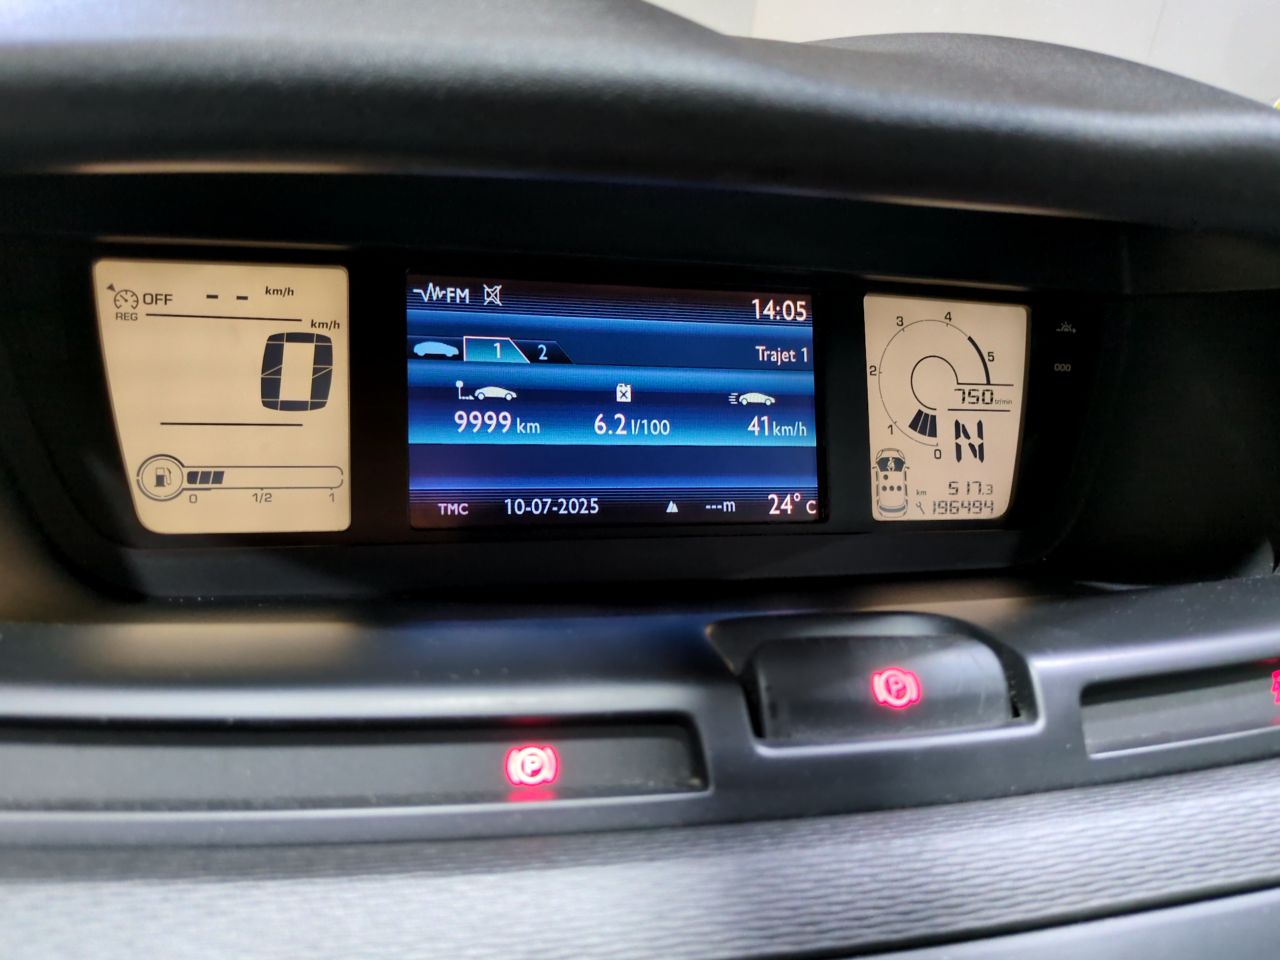 OFF -- km/h
REG
km/h
0
0 1/2 1
FM
14:05
1 2 Trajet 1
9999 km 6.2 l/100 41 km/h
TMC 10-07-2025 ---m 24° C
0 1 2 3 4 5
750 tr/min
N
km 517.3
196494
P
P